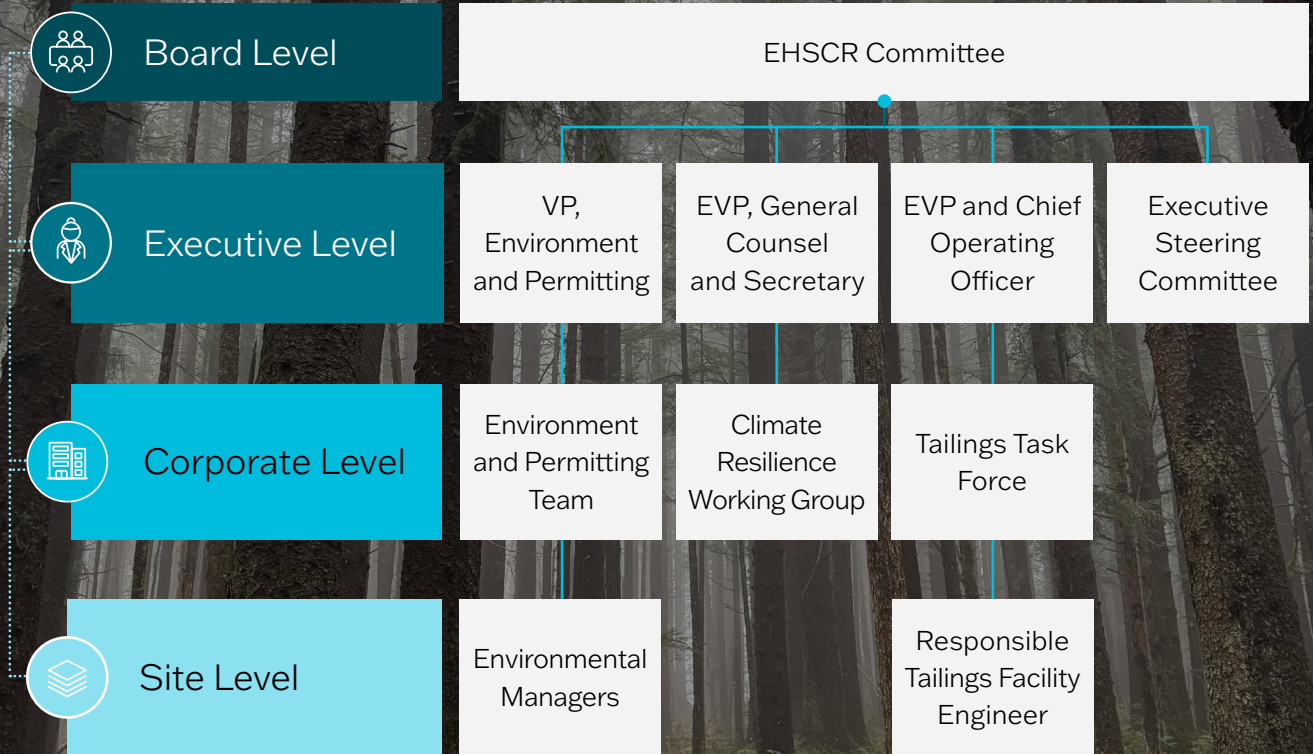 Board Level
EHSCR Committee
Executive Level
VP,
Environment
and Permitting
EVP, General
Counsel
and Secretary
EVP and Chief
Operating
Officer
Executive
Steering
Committee
Corporate Level
Environment
and Permitting
Team
Climate
Resilience
Working Group
Tailings Task
Force
Site Level
Environmental
Managers
Responsible
Tailings Facility
Engineer